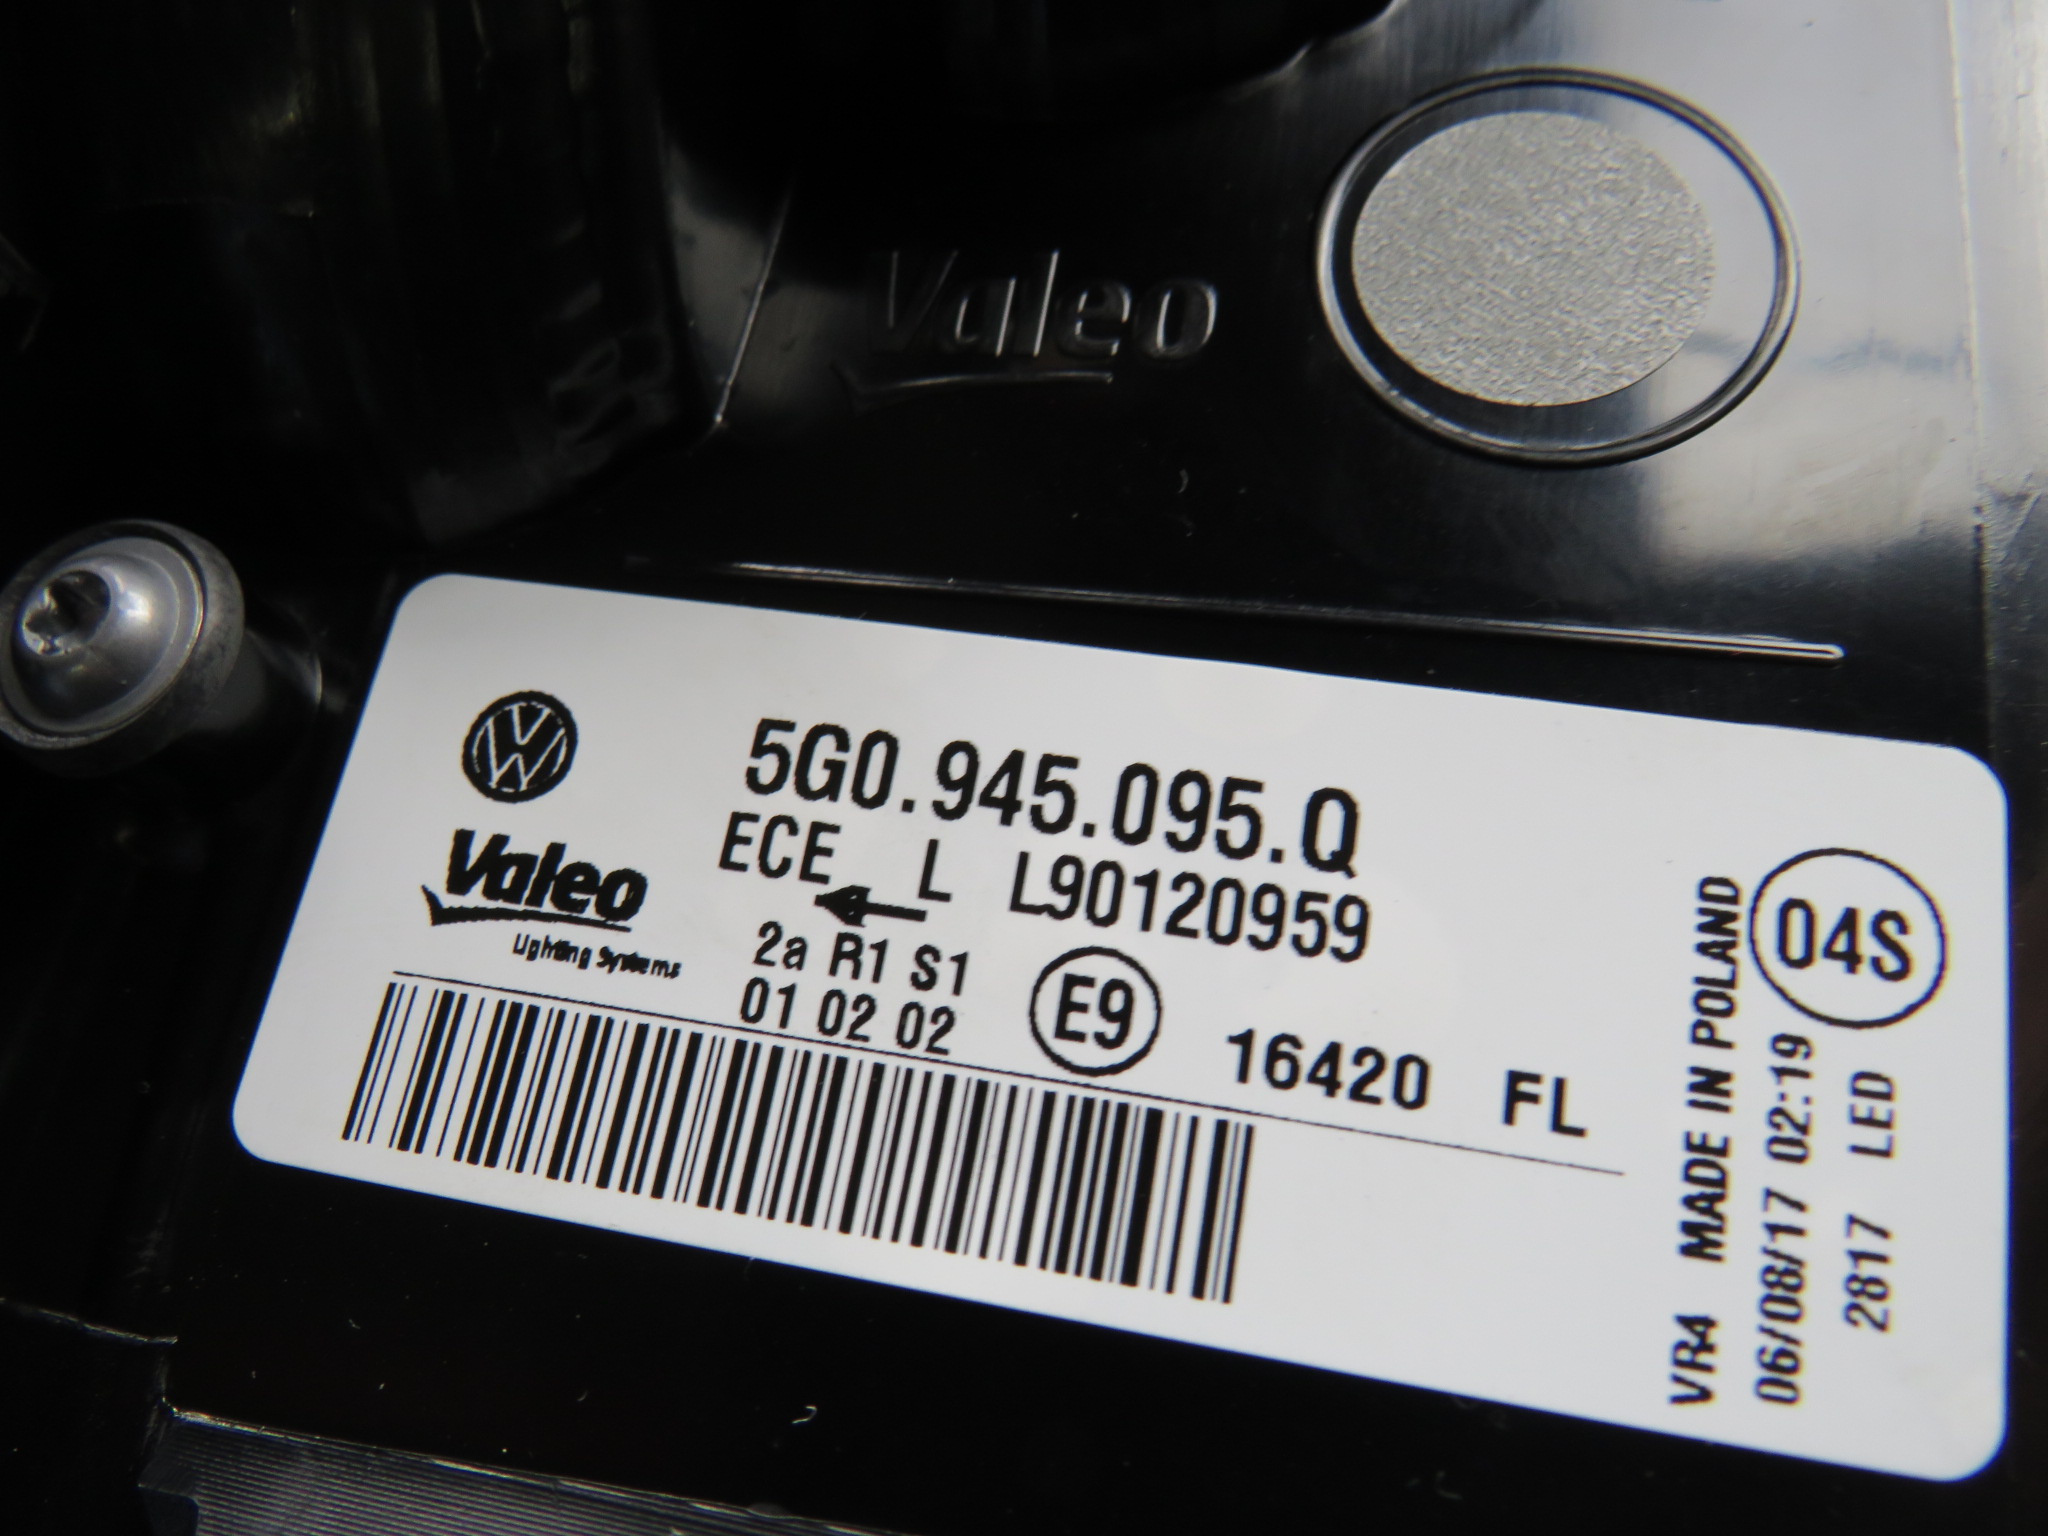 Valeo
5G0.945.095.Q
ECE L L90120959
Valeo
Lighting Systems
2a R1 S1
01 02 02
E9
16420 FL
VR4 MADE IN POLAND
06/08/17 02:19
2817 LED
04S